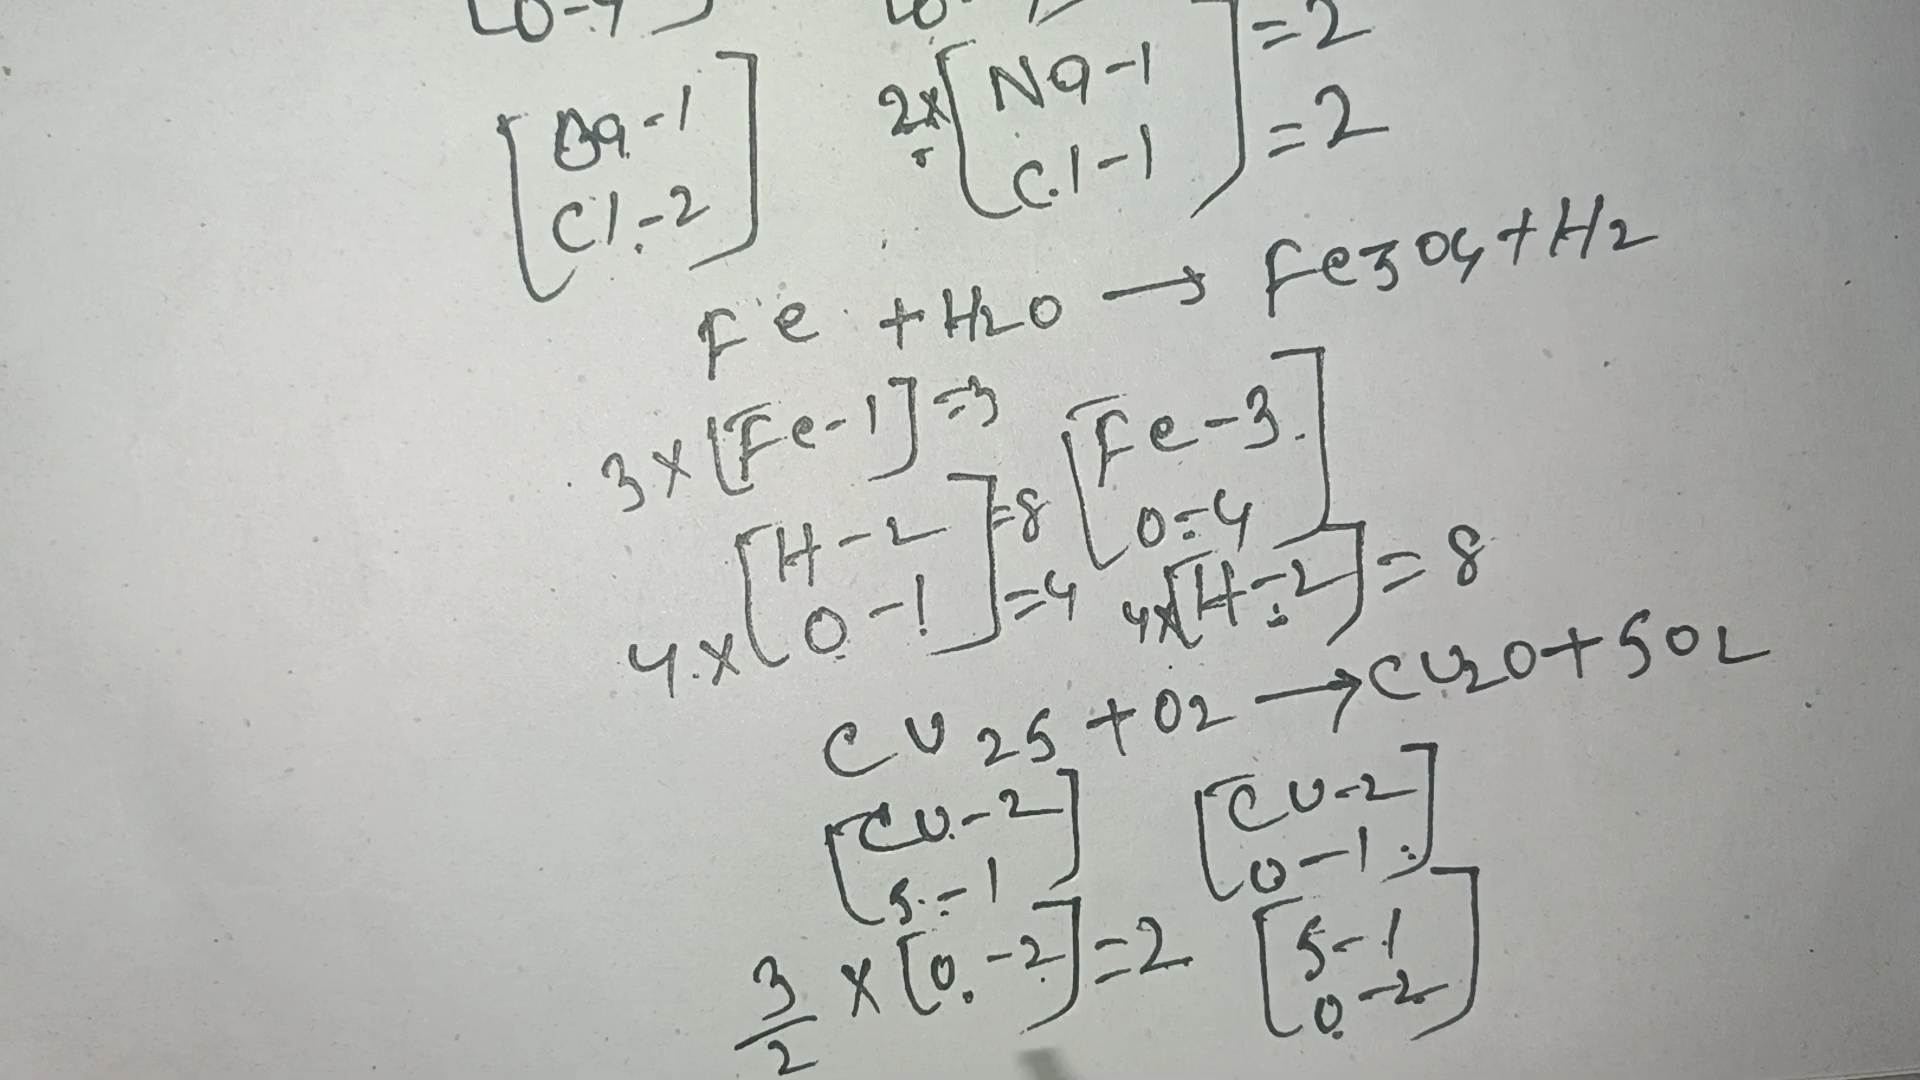 [Ba-1 2x[Na-1 ]=2
Cl-2] Cl-1 ]=2
Fe + H2O → Fe3O4 + H2
3x[Fe-1]=3 [Fe-3
[H-2 ]=8 O=4]
4.x[O-1 ]=4 4x[H-2]=8
Cu2S + O2 → Cu2O + SO2
[Cu-2 [Cu-2
S-1] O-1]
3/2 x [O-2]=2 [S-1
O-2]